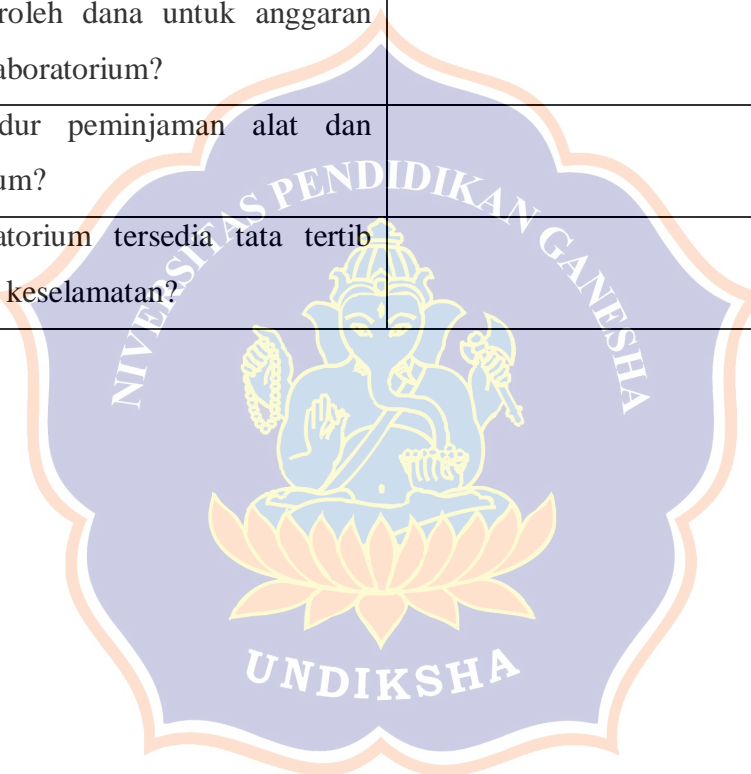 roleh dana untuk anggaran
aboratorium?
dur peminjaman alat dan
um?
atorium tersedia tata tertib
keselamatan?
NIVERSITAS PENDIDIKAN GANESHA
UNDIKSHA